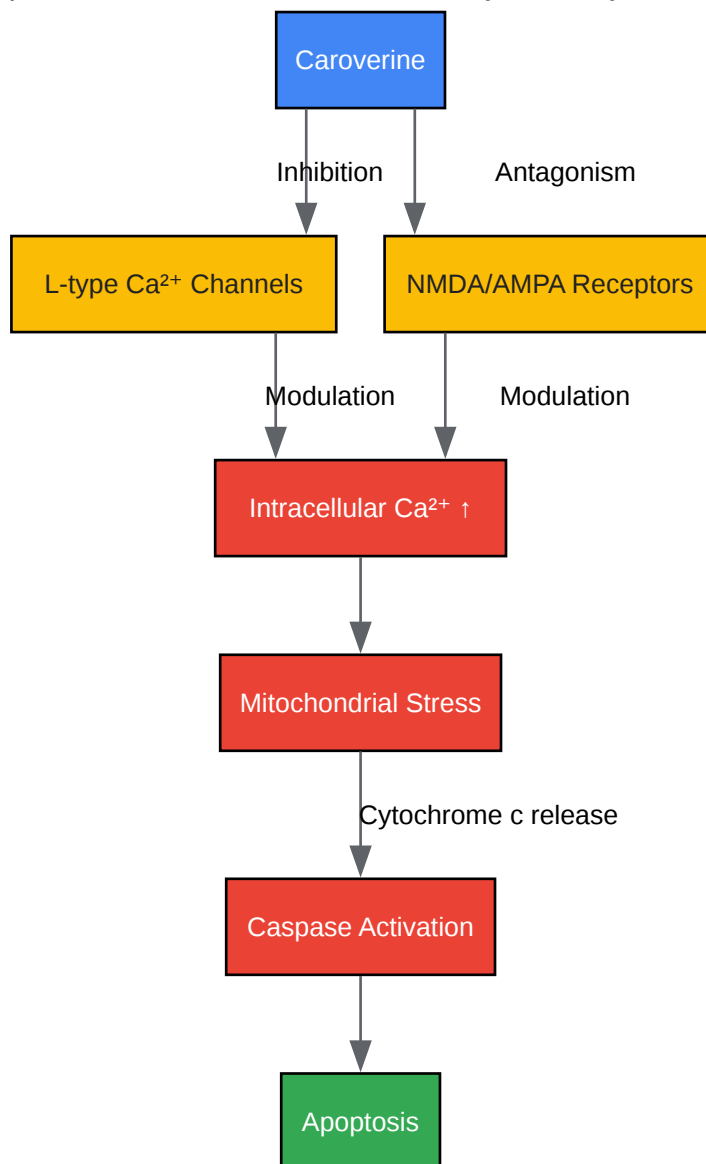 Caroverine
Inhibition
Antagonism
L-type Ca²⁺ Channels
NMDA/AMPA Receptors
Modulation
Modulation
Intracellular Ca²⁺ ↑
Mitochondrial Stress
Cytochrome c release
Caspase Activation
Apoptosis